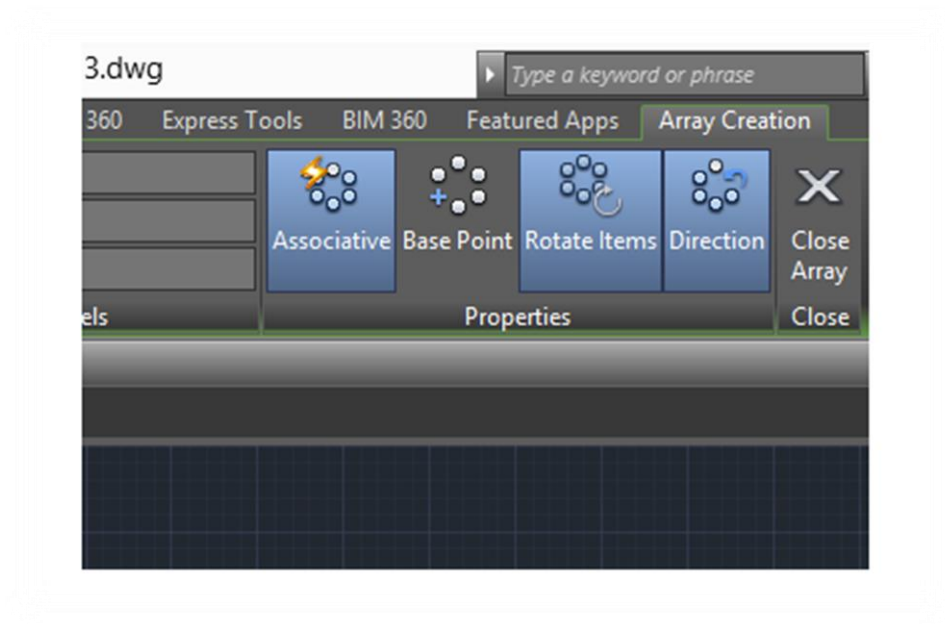 3.dwg
Type a keyword or phrase
360 Express Tools BIM 360 Featured Apps Array Creation
Associative Base Point Rotate Items Direction Close
Array
els Properties Close